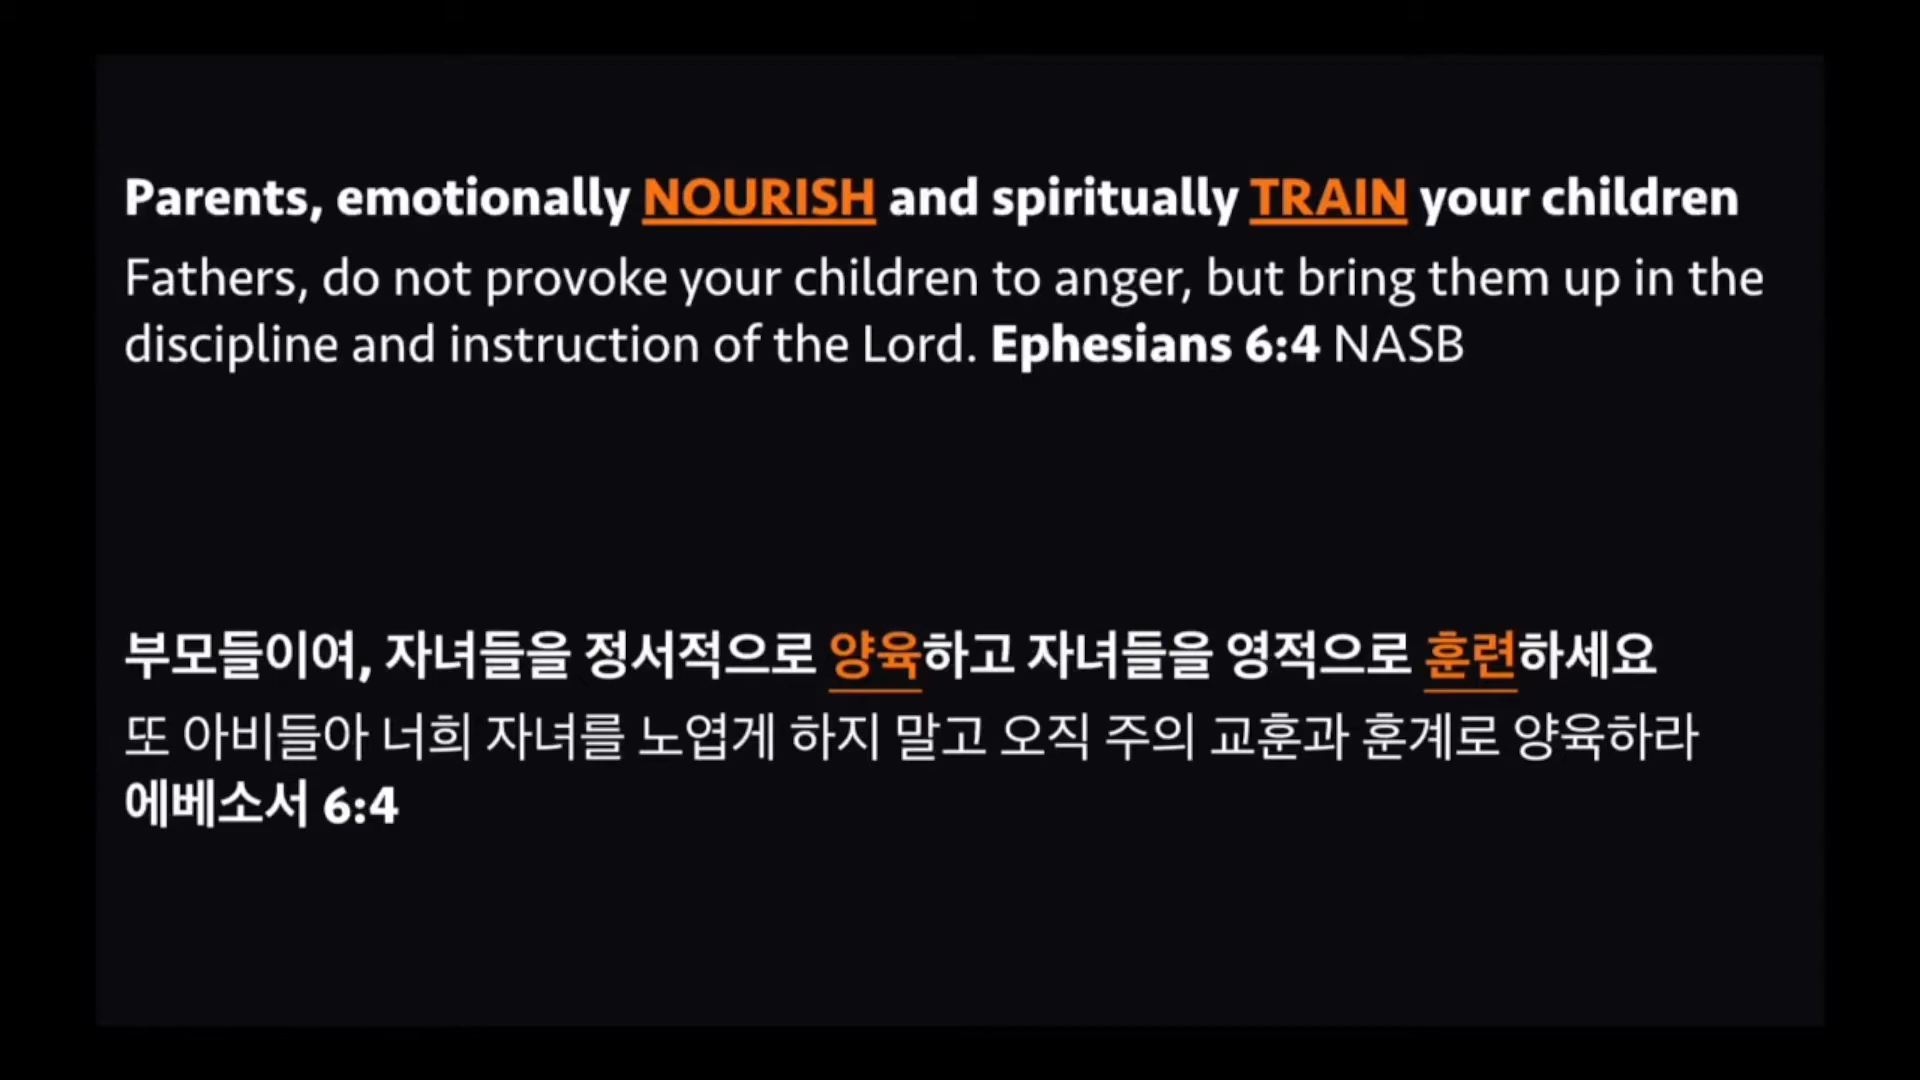 Parents, emotionally NOURISH and spiritually TRAIN your children
Fathers, do not provoke your children to anger, but bring them up in the
discipline and instruction of the Lord. Ephesians 6:4 NASB
부모들이여, 자녀들을 정서적으로 양육하고 자녀들을 영적으로 훈련하세요
또 아비들아 너희 자녀를 노엽게 하지 말고 오직 주의 교훈과 훈계로 양육하라
에베소서 6:4